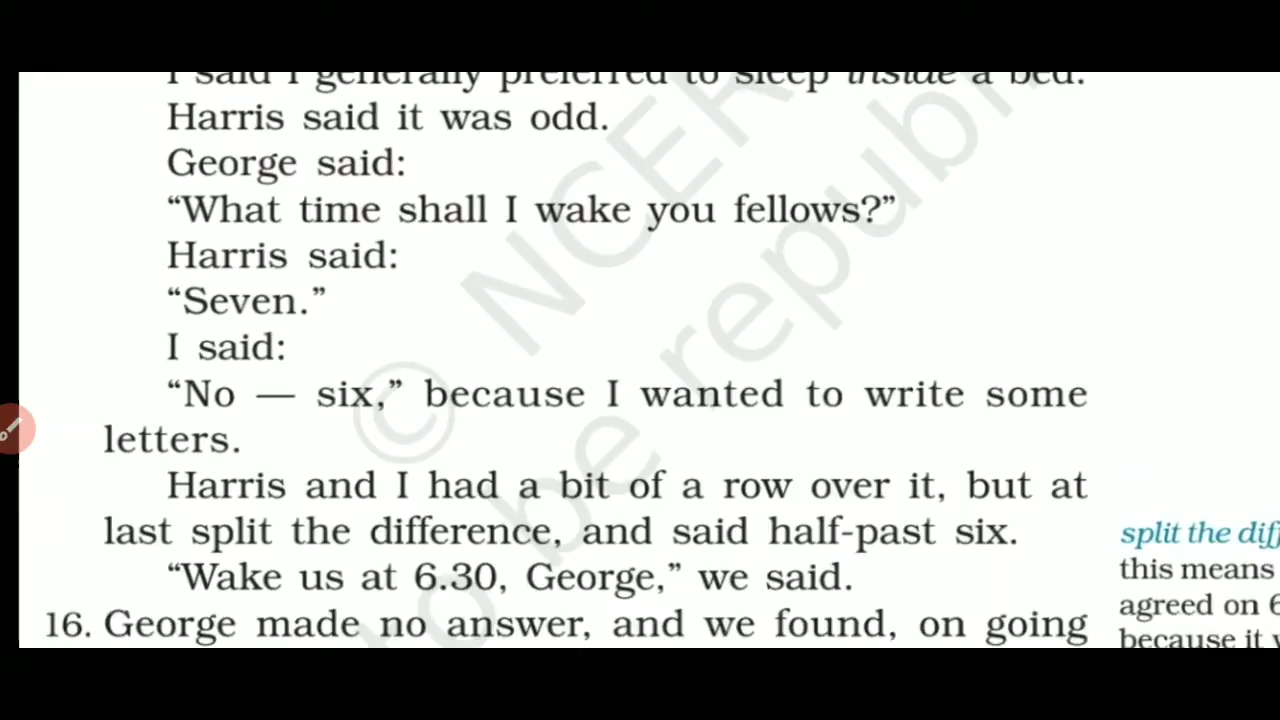 I said I generally preferred to sleep inside a bed.
Harris said it was odd.
George said:
“What time shall I wake you fellows?”
Harris said:
“Seven.”
I said:
“No — six,” because I wanted to write some
letters.
Harris and I had a bit of a row over it, but at
last split the difference, and said half-past six.
“Wake us at 6.30, George,” we said.
16. George made no answer, and we found, on going
split the diff
this means
agreed on 6
because it
© NCER
be republ